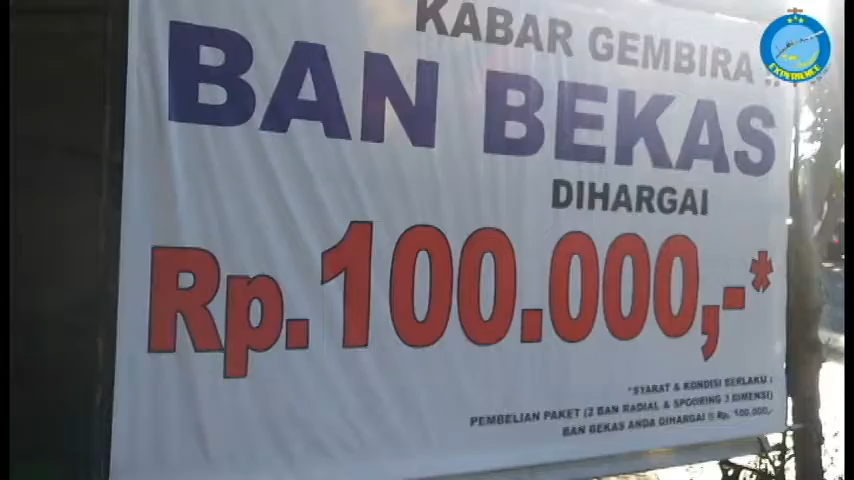 KABAR GEMBIRA ..
BAN BEKAS
DIHARGAI
Rp.100.000,-*
*SYARAT & KONDISI BERLAKU :
PEMBELIAN PAKET (2 BAN RADIAL & SPOORING 3 DIMENSI)
BAN BEKAS ANDA DIHARGAI Rp. 100.000,-
EXPERIENCE